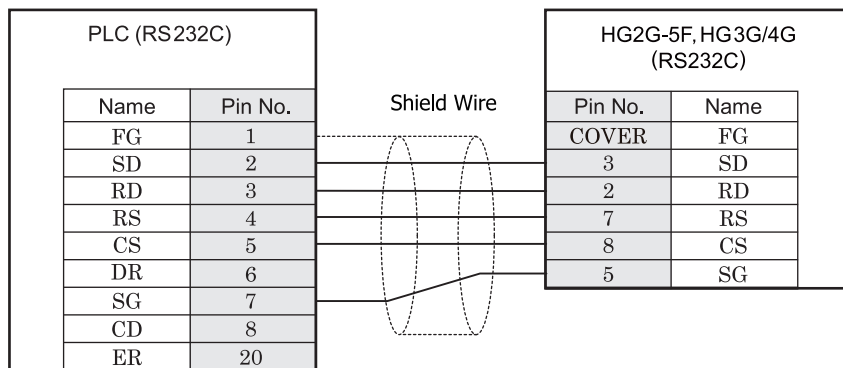 PLC (RS232C)
Name Pin No.
FG 1
SD 2
RD 3
RS 4
CS 5
DR 6
SG 7
CD 8
ER 20
Shield Wire
HG2G-5F, HG3G/4G
(RS232C)
Pin No. Name
COVER FG
3 SD
2 RD
7 RS
8 CS
5 SG